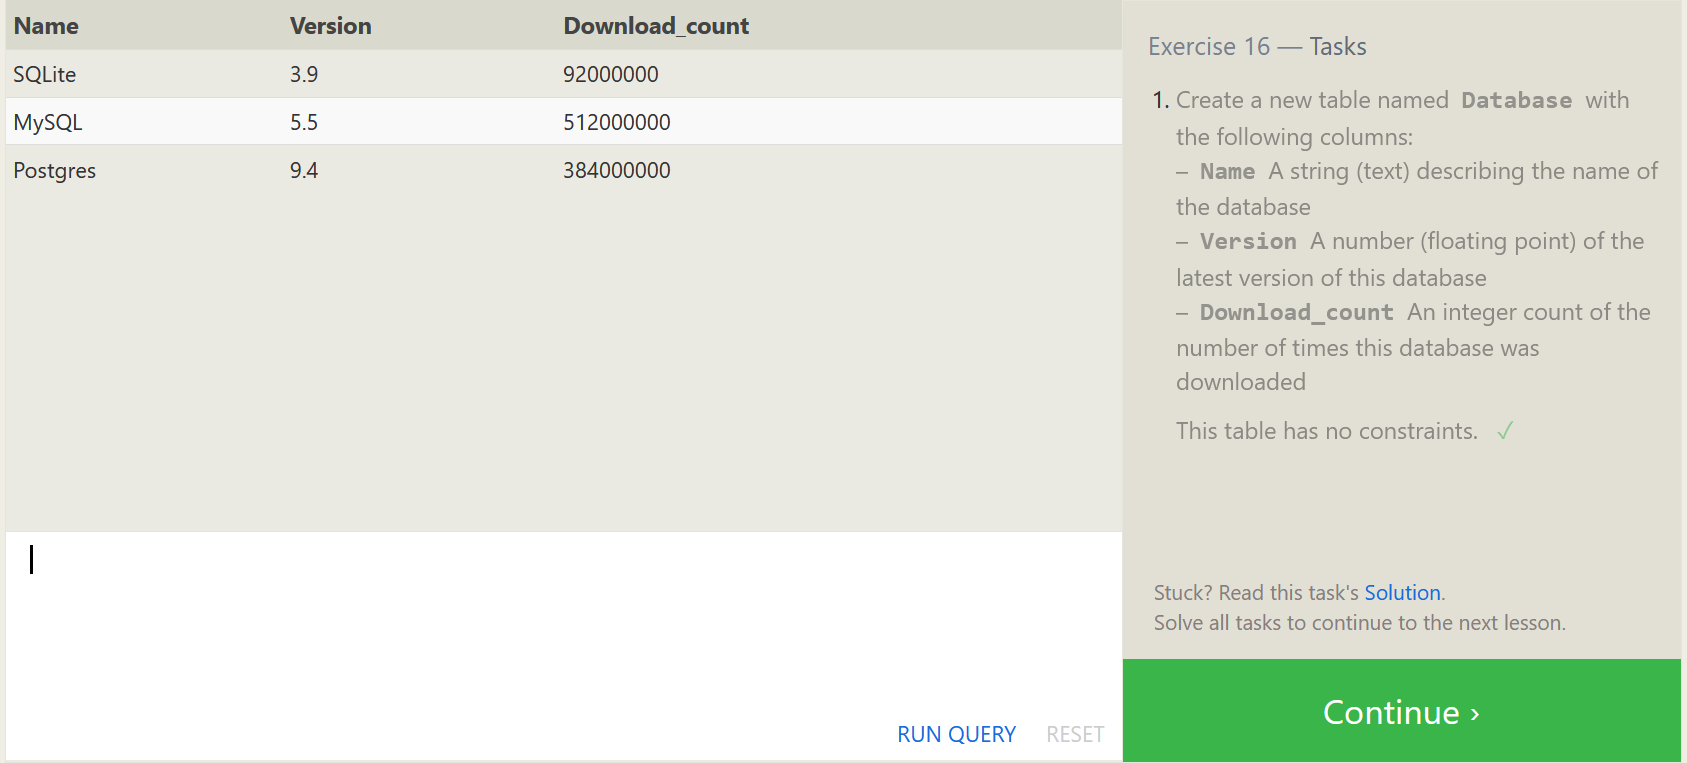 Name Version Download_count
SQLite 3.9 92000000
MySQL 5.5 512000000
Postgres 9.4 384000000
RUN QUERY RESET
Exercise 16 — Tasks
1. Create a new table named Database with
the following columns:
– Name A string (text) describing the name of
the database
– Version A number (floating point) of the
latest version of this database
– Download_count An integer count of the
number of times this database was
downloaded
This table has no constraints. ✓
Stuck? Read this task's Solution.
Solve all tasks to continue to the next lesson.
Continue ›